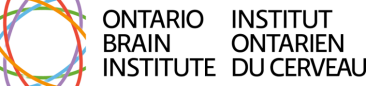 ONTARIO
BRAIN
INSTITUTE
INSTITUT
ONTARIEN
DU CERVEAU